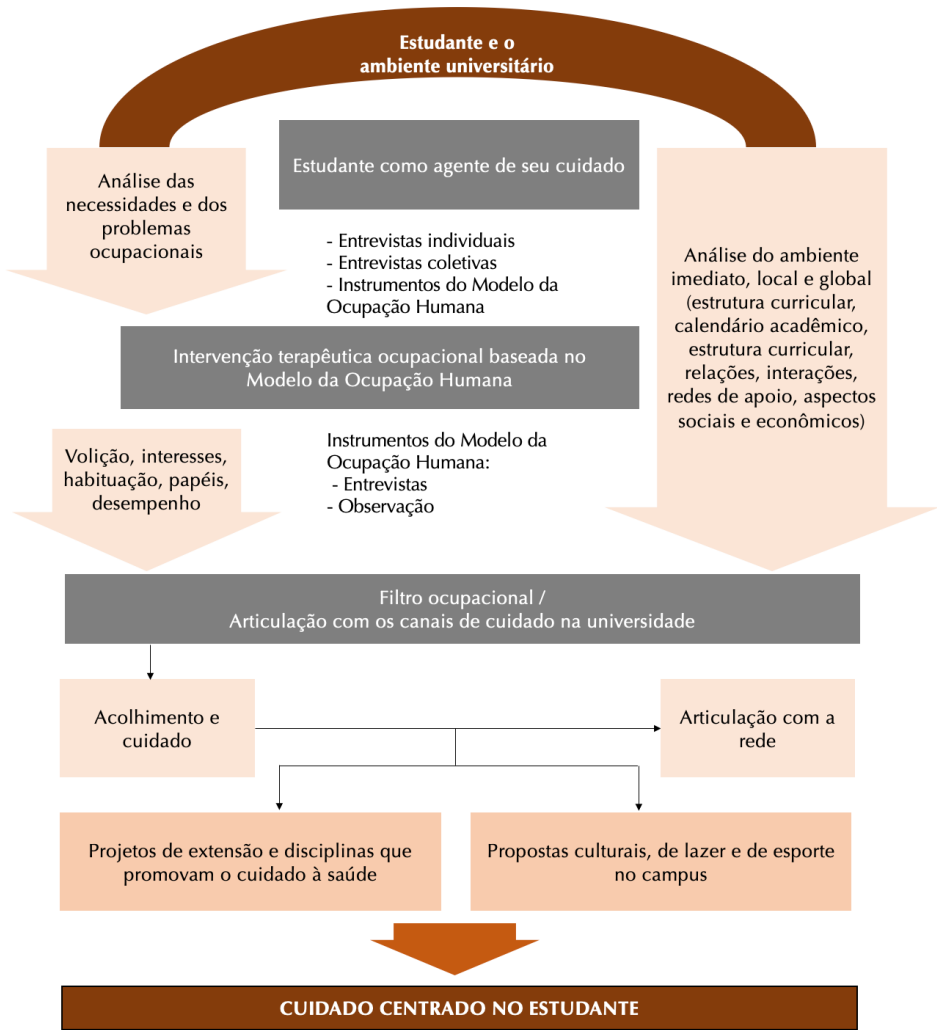 Estudante e o
ambiente universitário
Estudante como agente de seu cuidado
Análise das
necessidades e dos
problemas
ocupacionais
- Entrevistas individuais
- Entrevistas coletivas
- Instrumentos do Modelo da
Ocupação Humana
Análise do ambiente
imediato, local e global
(estrutura curricular,
calendário acadêmico,
estrutura curricular,
relações, interações,
redes de apoio, aspectos
sociais e econômicos)
Intervenção terapêutica ocupacional baseada no
Modelo da Ocupação Humana
Volição, interesses,
habituação, papéis,
desempenho
Instrumentos do Modelo da
Ocupação Humana:
- Entrevistas
- Observação
Filtro ocupacional /
Articulação com os canais de cuidado na universidade
Acolhimento e
cuidado
Articulação com a
rede
Projetos de extensão e disciplinas que
promovam o cuidado à saúde
Propostas culturais, de lazer e de esporte
no campus
CUIDADO CENTRADO NO ESTUDANTE